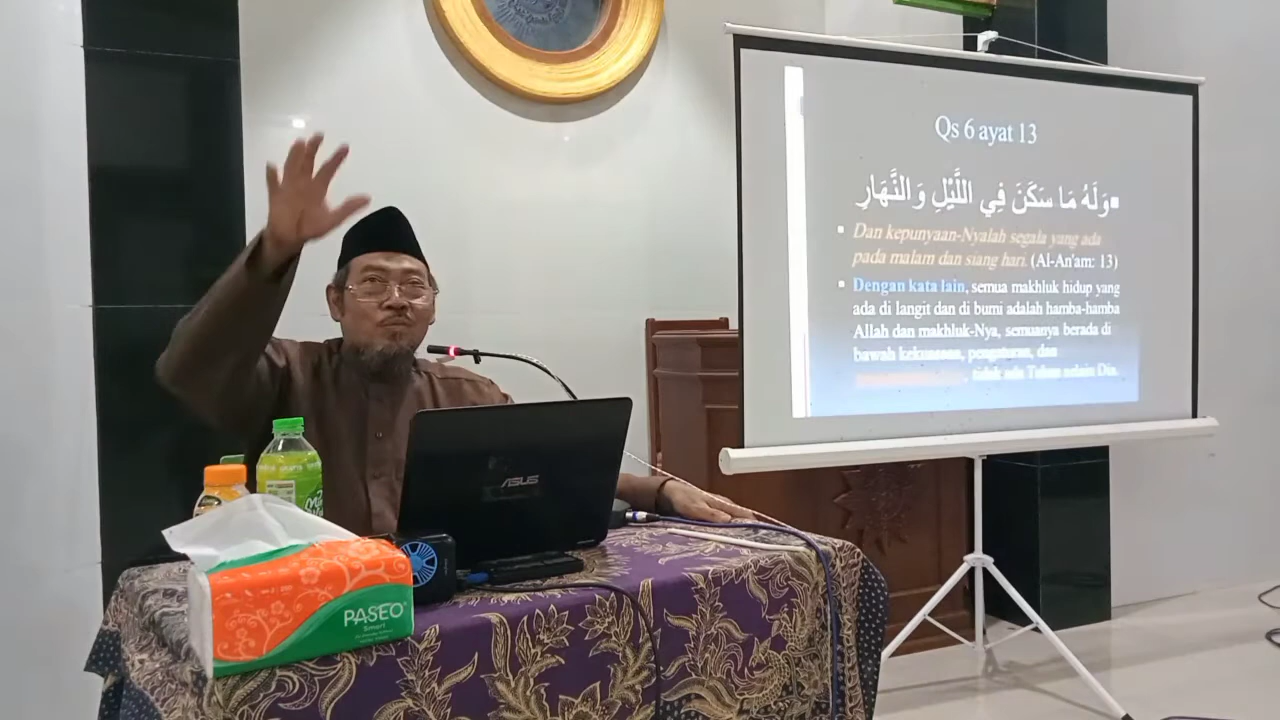 Qs 6 ayat 13
وَلَهُ مَا سَكَنَ فِي اللَّيْلِ وَالنَّهَارِ
Dan kepunyaan-Nyalah segala yang ada
pada malam dan siang hari. (Al-An'am: 13)
Dengan kata lain, semua makhluk hidup yang
ada di langit dan di bumi adalah hamba-hamba
Allah dan makhluk-Nya, semuanya berada di
bawah kekuasaan, pengaturan, dan
, tidak ada Tuhan selain Dia.
ASUS
PASEO
Smart